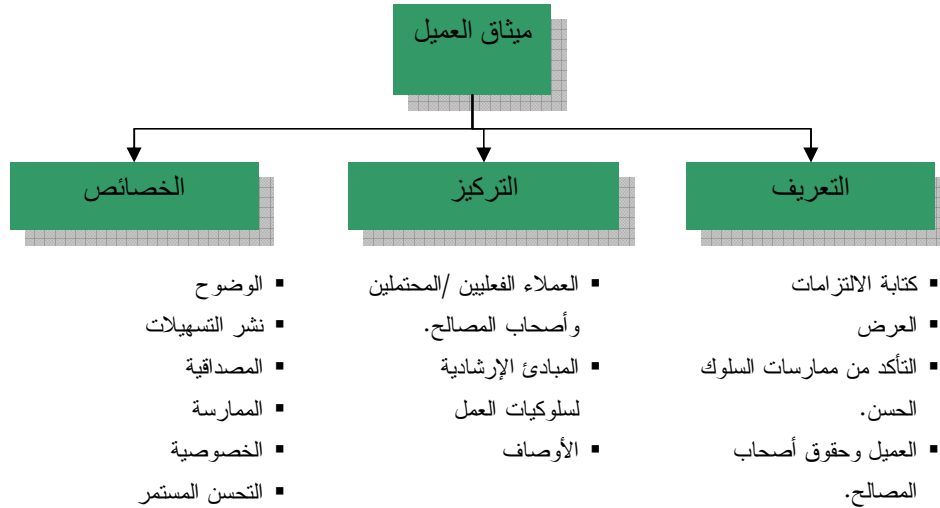 ميثاق العميل
التعريف
التركيز
الخصائص
▪ كتابة الالتزامات
▪ العرض
▪ التأكد من ممارسات السلوك
الحسن.
▪ العميل وحقوق أصحاب
المصالح.
▪ العملاء الفعليين /المحتملين
وأصحاب المصالح.
▪ المبادئ الإرشادية
لسلوكيات العمل
▪ الأوصاف
▪ الوضوح
▪ نشر التسهيلات
▪ المصداقية
▪ الممارسة
▪ الخصوصية
▪ التحسن المستمر